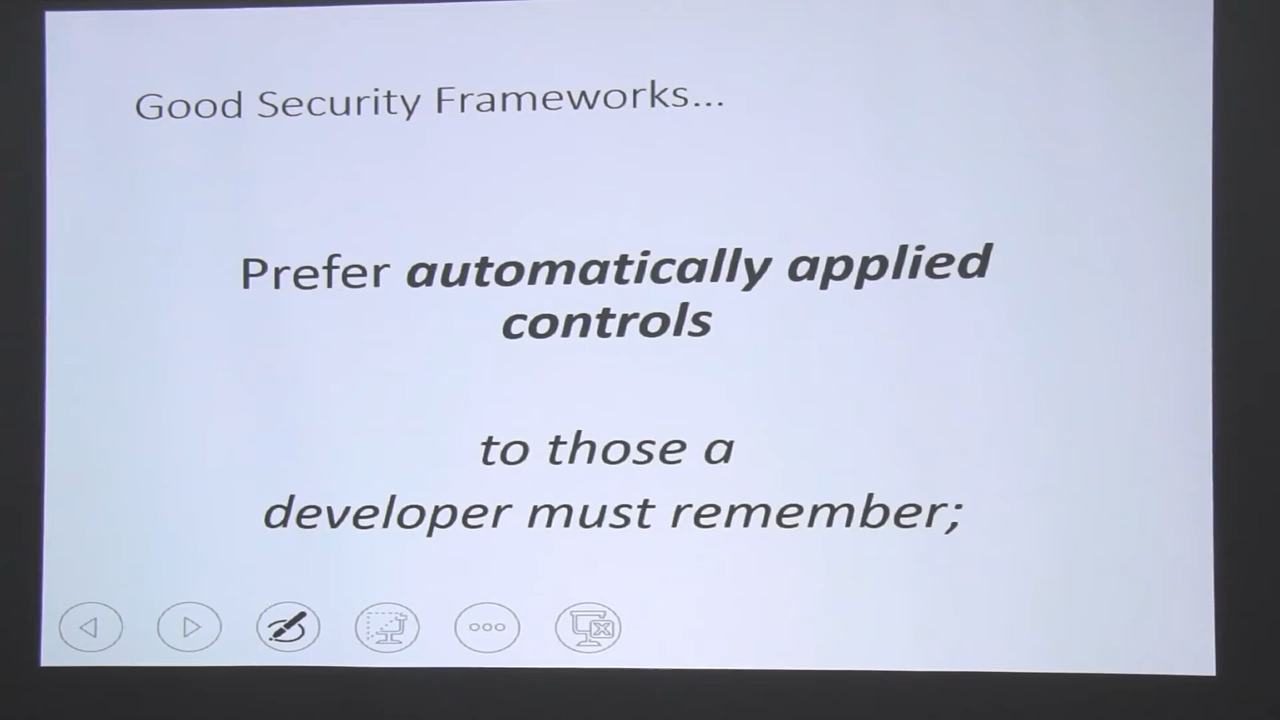 Good Security Frameworks...
Prefer automatically applied
controls
to those a
developer must remember;